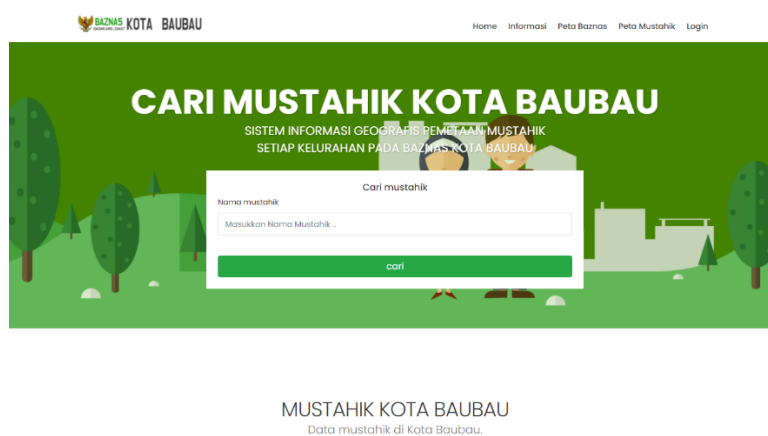 BAZNAS KOTA BAUBAU
Home Informasi Peta Baznas Peta Mustahik Login
CARI MUSTAHIK KOTA BAUBAU
SISTEM INFORMASI GEOGRAFIS PEMETAAN MUSTAHIK
SETIAP KELURAHAN PADA BAZNAS KOTA BAUBAU
Cari mustahik
Nama mustahik
Masukkan Nama Mustahik ..
cari
MUSTAHIK KOTA BAUBAU
Data mustahik di Kota Baubau.